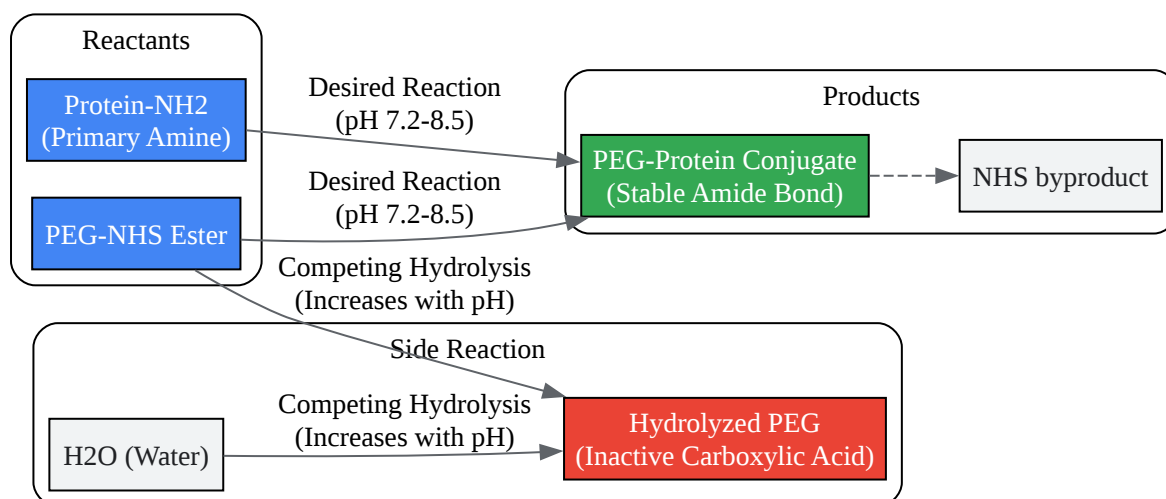 Reactants
Protein-NH2
(Primary Amine)
PEG-NHS Ester
Desired Reaction
(pH 7.2-8.5)
Desired Reaction
(pH 7.2-8.5)
Products
PEG-Protein Conjugate
(Stable Amide Bond)
NHS byproduct
Competing Hydrolysis
(Increases with pH)
Side Reaction
H2O (Water)
Competing Hydrolysis
(Increases with pH)
Hydrolyzed PEG
(Inactive Carboxylic Acid)